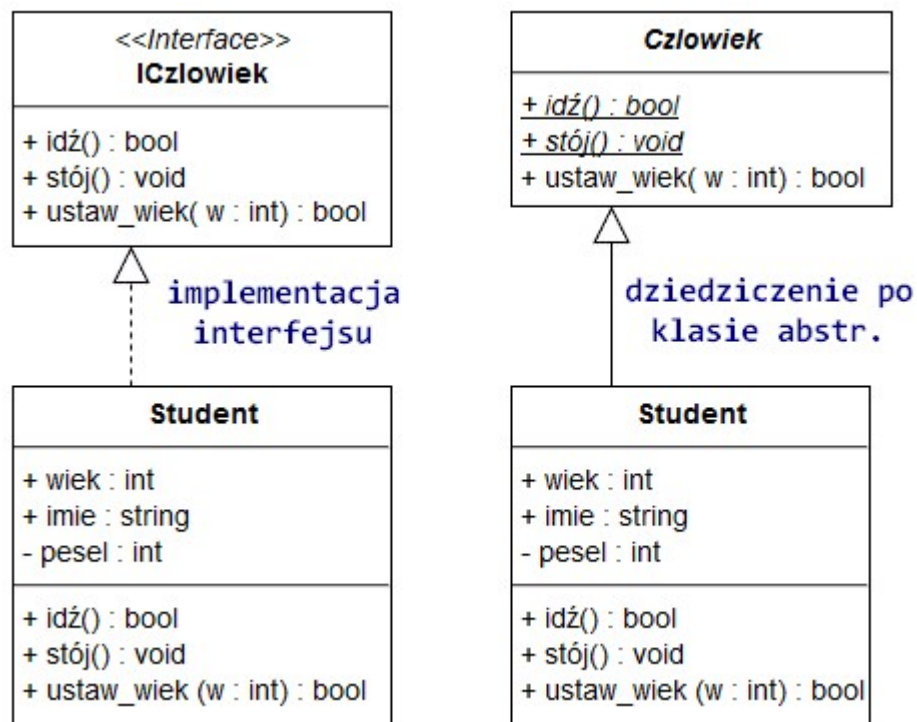 <<Interface>>
IClowiek
+ idź() : bool
+ stój() : void
+ ustaw_wiek( w : int) : bool
implementacja
interfejsu
Student
+ wiek : int
+ imie : string
- pesel : int
+ idź() : bool
+ stój() : void
+ ustaw_wiek (w : int) : bool
Czlowiek
+ idź() : bool
+ stój() : void
+ ustaw_wiek( w : int) : bool
dziedziczenie po
klasie abstr.
Student
+ wiek : int
+ imie : string
- pesel : int
+ idź() : bool
+ stój() : void
+ ustaw_wiek (w : int) : bool